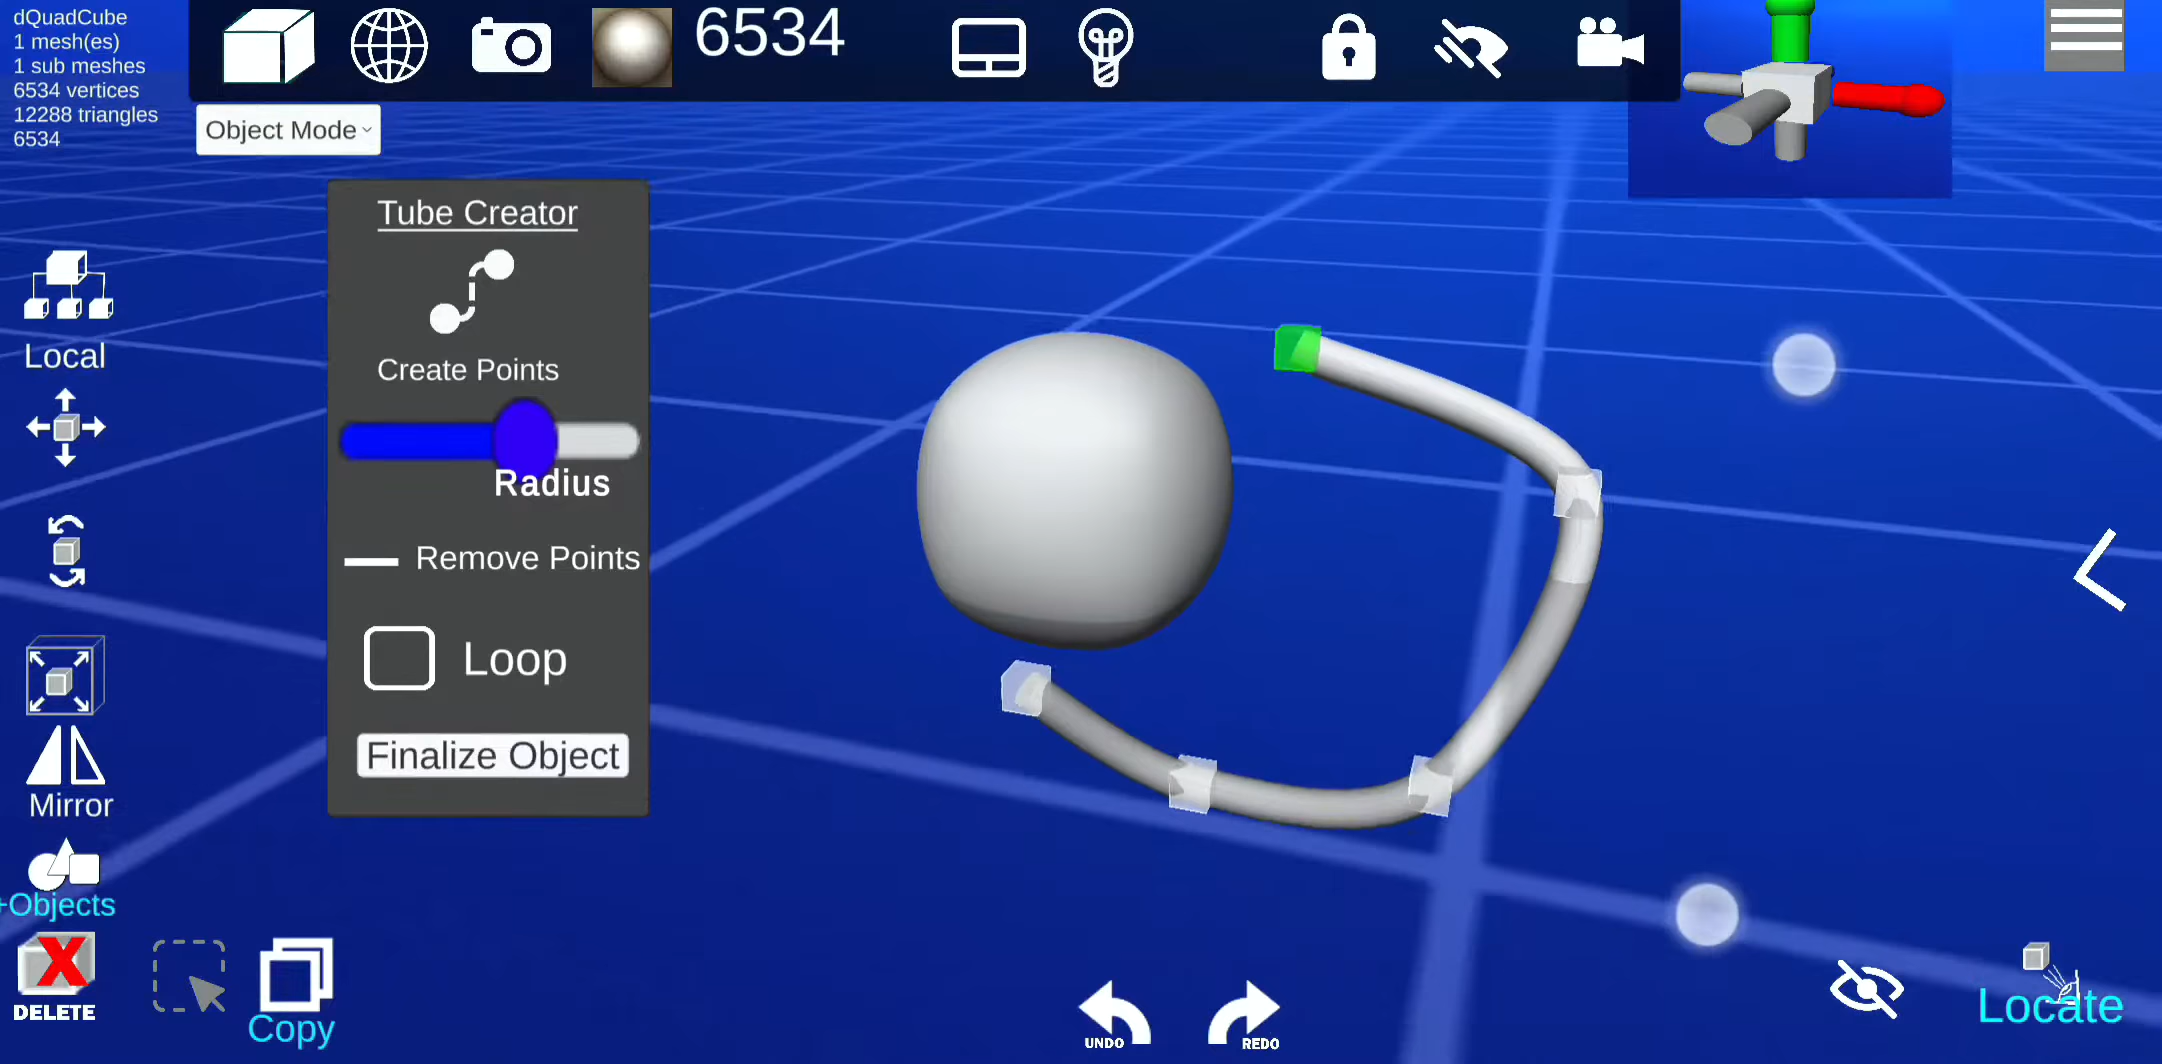 dQuadCube
1 mesh(es)
1 sub meshes
6534 vertices
12288 triangles
6534
6534
Object Mode
Tube Creator
Create Points
Radius
Remove Points
Loop
Finalize Object
Local
Mirror
+Objects
DELETE
Copy
UNDO
REDO
Locate